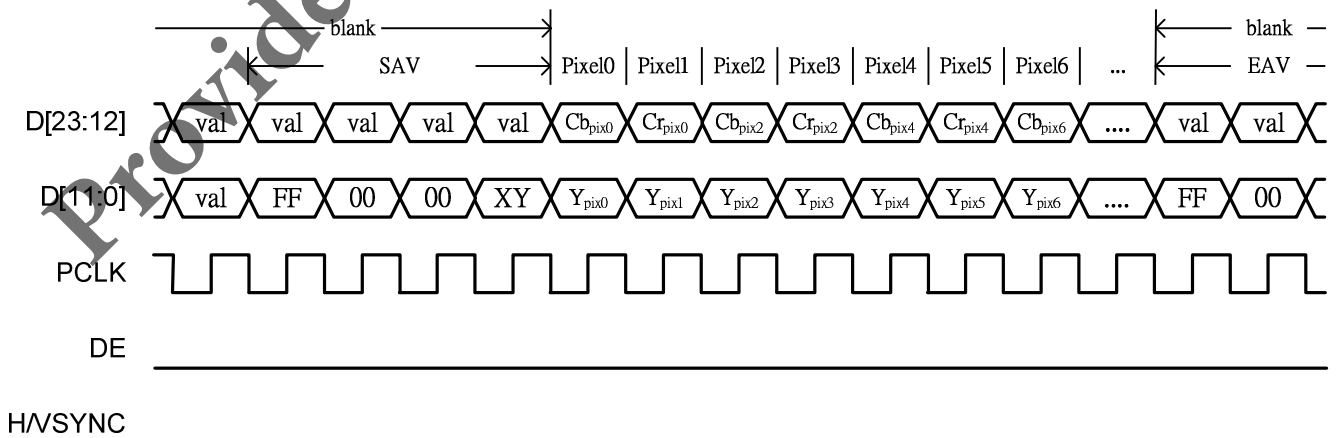 blank blank
SAV Pixel0 Pixel1 Pixel2 Pixel3 Pixel4 Pixel5 Pixel6 ... EAV
D[23:12] val val val val val Cbpix0 Crpix0 Cbpix2 Crpix2 Cbpix4 Crpix4 Cbpix6 .... val val
D[11:0] val FF 00 00 XY Ypix0 Ypix1 Ypix2 Ypix3 Ypix4 Ypix5 Ypix6 .... FF 00
PCLK
DE
H/VSYNC
Provide